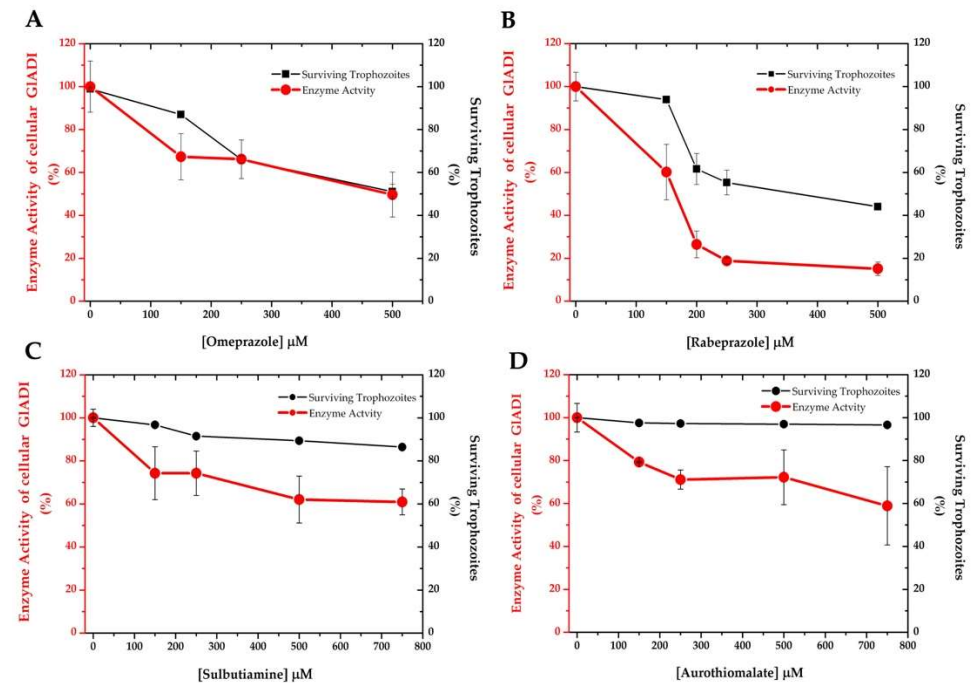 A
Enzyme Activity of cellular GlADI
(%)
120
100
80
60
40
20
0
Surviving Trophozoites
Enzyme Actvity
120
100
80
60
40
20
0
Surviving Trophozoites
(%)
0 100 200 300 400 500
[Omeprazole] µM
B
Enzyme Activity of cellular GlADI
(%)
120
100
80
60
40
20
0
Surviving Trophozoites
Enzyme Actvity
120
100
80
60
40
20
0
Surviving Trophozoites
(%)
0 100 200 300 400 500
[Rabeprazole] µM
C
Enzyme Activity of cellular GlADI
(%)
120
100
80
60
40
20
0
Surviving Trophozoites
Enzyme Actvity
120
100
80
60
40
20
0
Surviving Trophozoites
(%)
0 100 200 300 400 500 600 700 800
[Sulbutiamine] µM
D
Enzyme Activity of cellular GlADI
(%)
120
100
80
60
40
20
0
Surviving Trophozoites
Enzyme Actvity
120
100
80
60
40
20
0
Surviving Trophozoites
(%)
0 100 200 300 400 500 600 700 800
[Aurothiomalate] µM